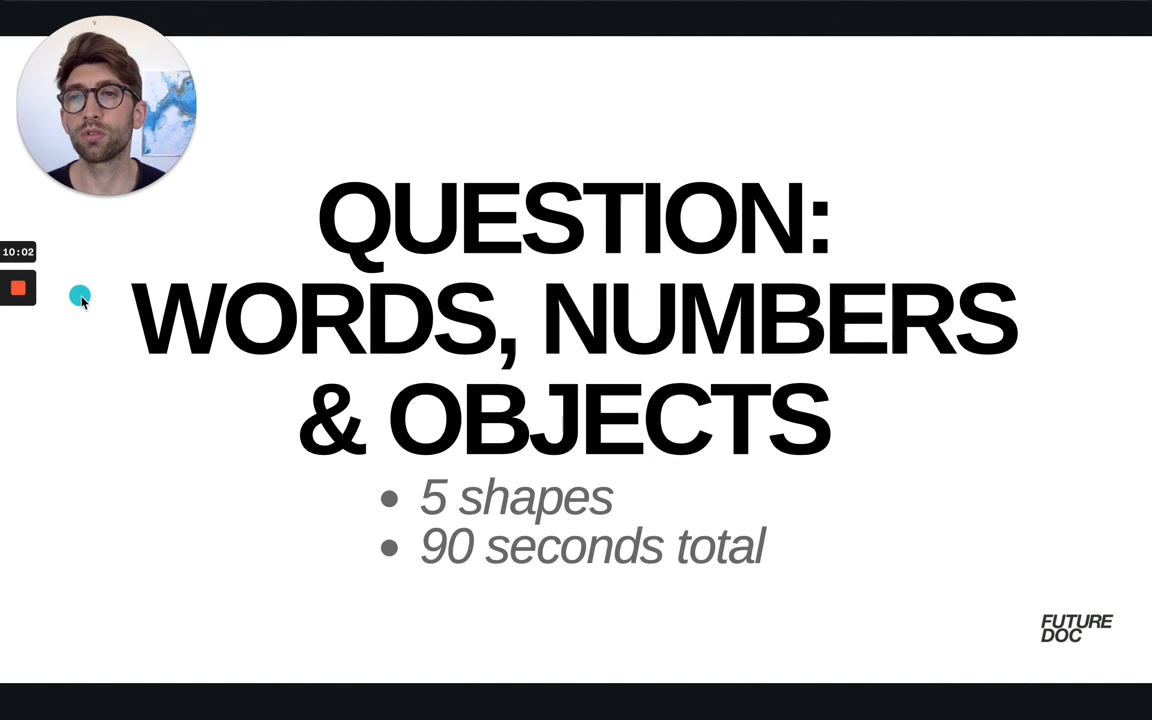 10:02
QUESTION:
WORDS, NUMBERS
& OBJECTS
• 5 shapes
• 90 seconds total
FUTURE
DOC